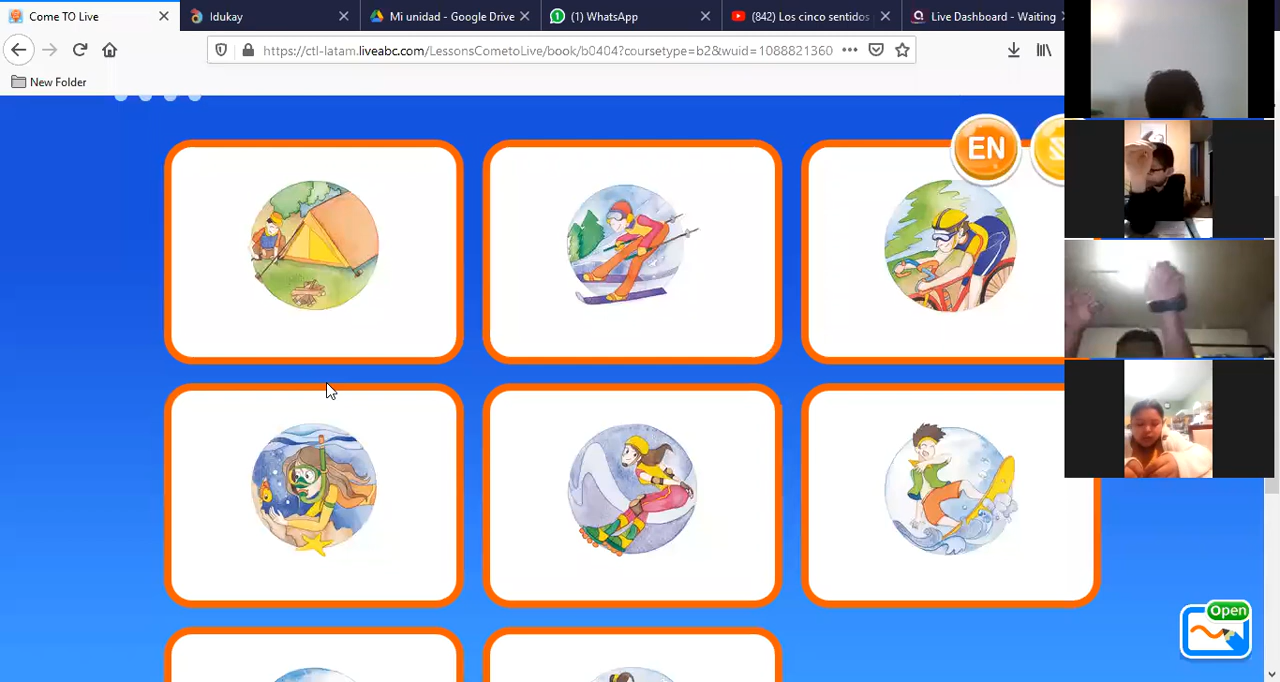 Come TO Live
Idukay
Mi unidad - Google Drive
(1) WhatsApp
(842) Los cinco sentidos
Live Dashboard - Waiting
https://ctl-latam.liveabc.com/LessonsCometoLive/book/b0404?coursetype=b2&wuid=1088821360
New Folder
EN
Open